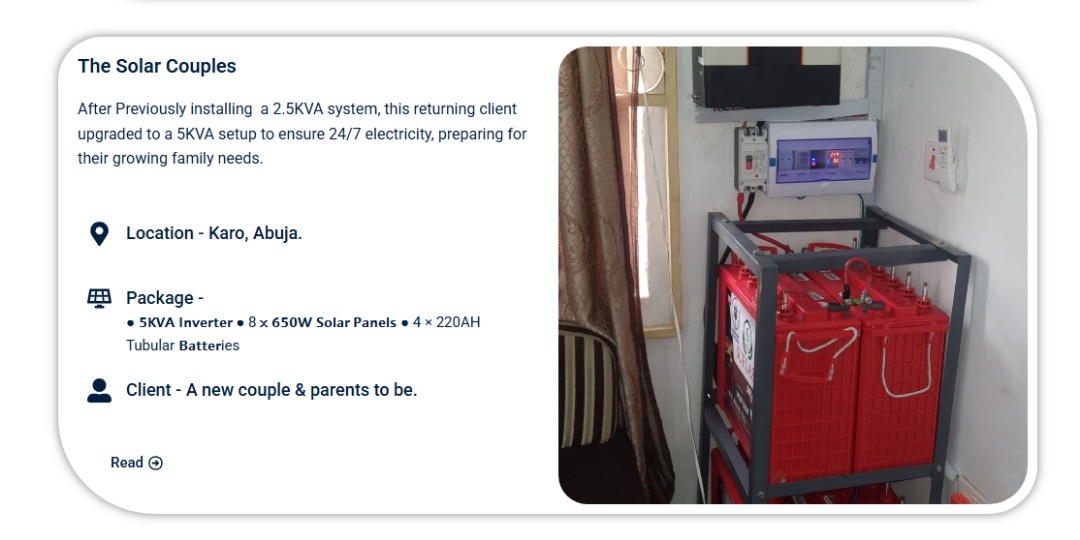 The Solar Couples
After Previously installing  a 2.5KVA system, this returning client
upgraded to a 5KVA setup to ensure 24/7 electricity, preparing for
their growing family needs.
Location - Karo, Abuja.
Package -
● 5KVA Inverter ● 8 x 650W Solar Panels ● 4 × 220AH
Tubular Batteries
Client - A new couple & parents to be.
Read